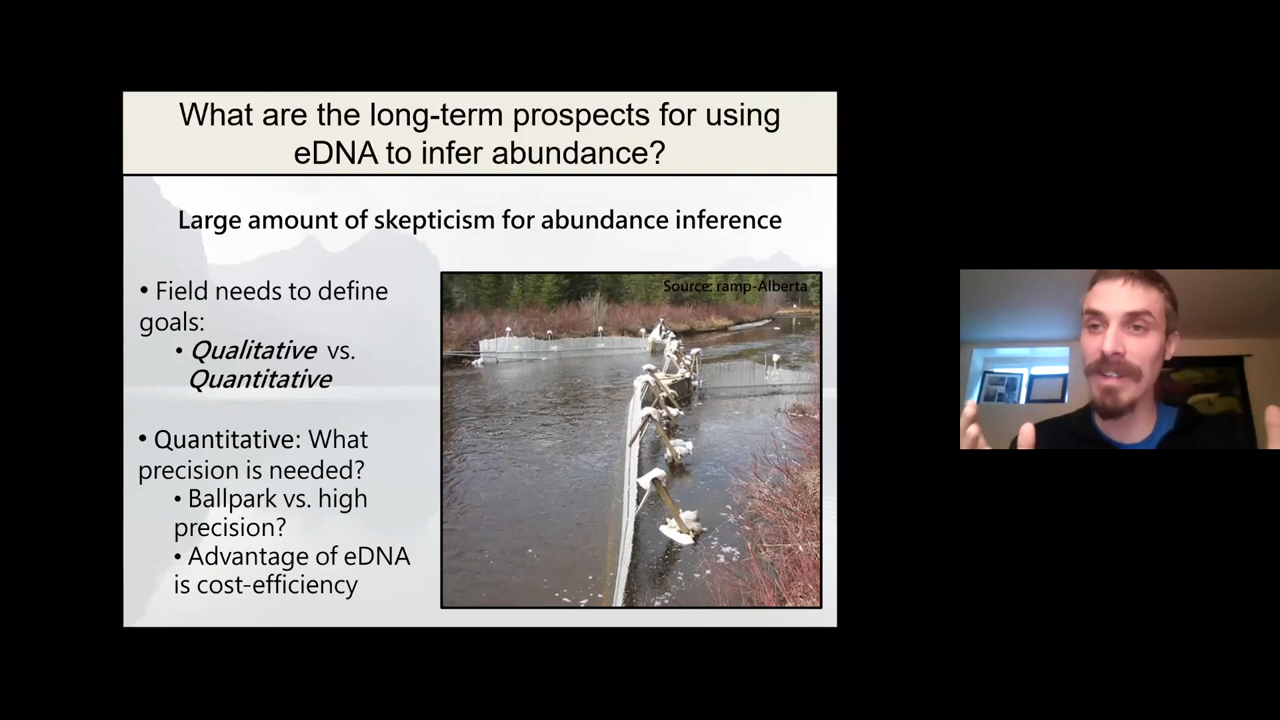 What are the long-term prospects for using
eDNA to infer abundance?
Large amount of skepticism for abundance inference
• Field needs to define
goals:
• Qualitative vs.
Quantitative
• Quantitative: What
precision is needed?
• Ballpark vs. high
precision?
• Advantage of eDNA
is cost-efficiency
Source: ramp-Alberta